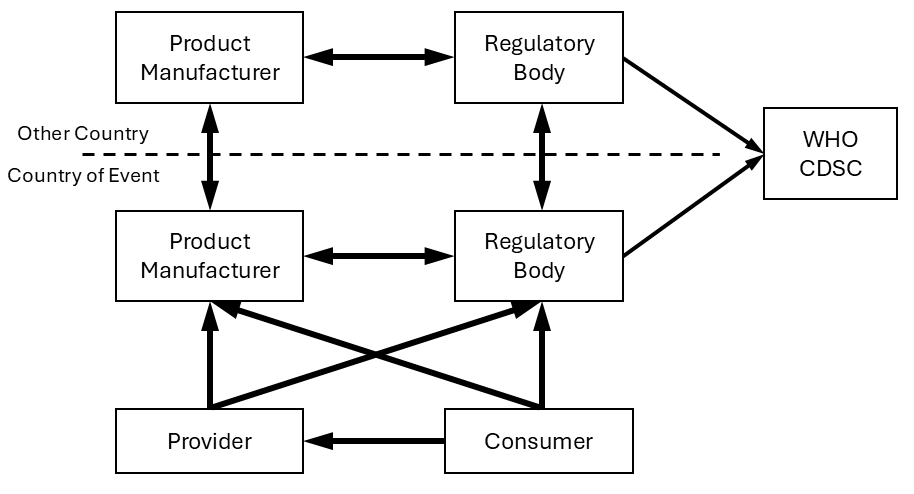 Product
Manufacturer
Regulatory
Body
WHO
CDSC
Other Country
Country of Event
Product
Manufacturer
Regulatory
Body
Provider
Consumer